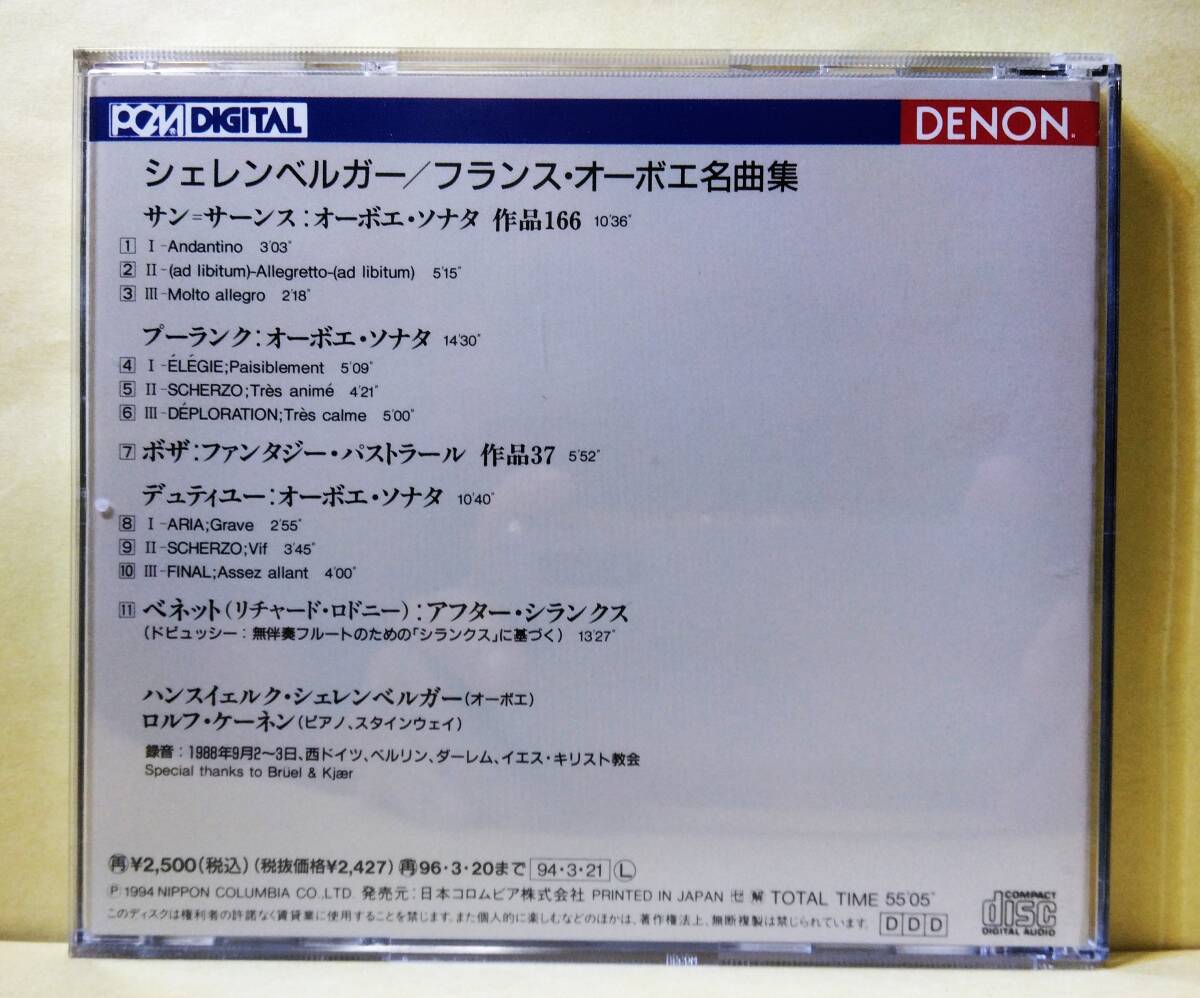 PCM DIGITAL
DENON
シェレンベルガー/フランス・オーボエ名曲集
サン=サーンス:オーボエ・ソナタ 作品166 10'36"
1 I-Andantino 3'03"
2 II-(ad libitum)-Allegretto-(ad libitum) 5'15"
3 III-Molto allegro 2'18"
プーランク:オーボエ・ソナタ 14'30"
4 I-ÉLÉGIE;Paisiblement 5'09"
5 II-SCHERZO;Très animé 4'21"
6 III-DÉPLORATION;Très calme 5'00"
7 ボザ:ファンタジー・パストラール 作品37 5'52"
デュティユー:オーボエ・ソナタ 10'40"
8 I-ARIA;Grave 2'55"
9 II-SCHERZO;Vif 3'45"
10 III-FINAL;Assez allant 4'00"
11 ベネット(リチャード・ロドニー):アフター・シランクス
(ドビュッシー:無伴奏フルートのための「シランクス」に基づく) 13'27"
ハンスイェルク・シェレンベルガー(オーボエ)
ロルフ・ケーネン(ピアノ、スタインウェイ)
録音:1988年9月2〜3日、西ドイツ、ベルリン、ダーレム、イエス・キリスト教会
Special thanks to Brüel & Kjær
再¥2,500(税込)(税抜価格¥2,427)再96・3・20まで 94・3・21 L
℗1994 NIPPON COLUMBIA CO.,LTD. 発売元:日本コロムビア株式会社 PRINTED IN JAPAN セ 解 TOTAL TIME 55'05"
このディスクは権利者の許諾なく賃貸業に使用することを禁じます。また個人的に楽しむなどのほかは、著作権法上、無断複製は禁じられています。 DDD
COMPACT disc DIGITAL AUDIO